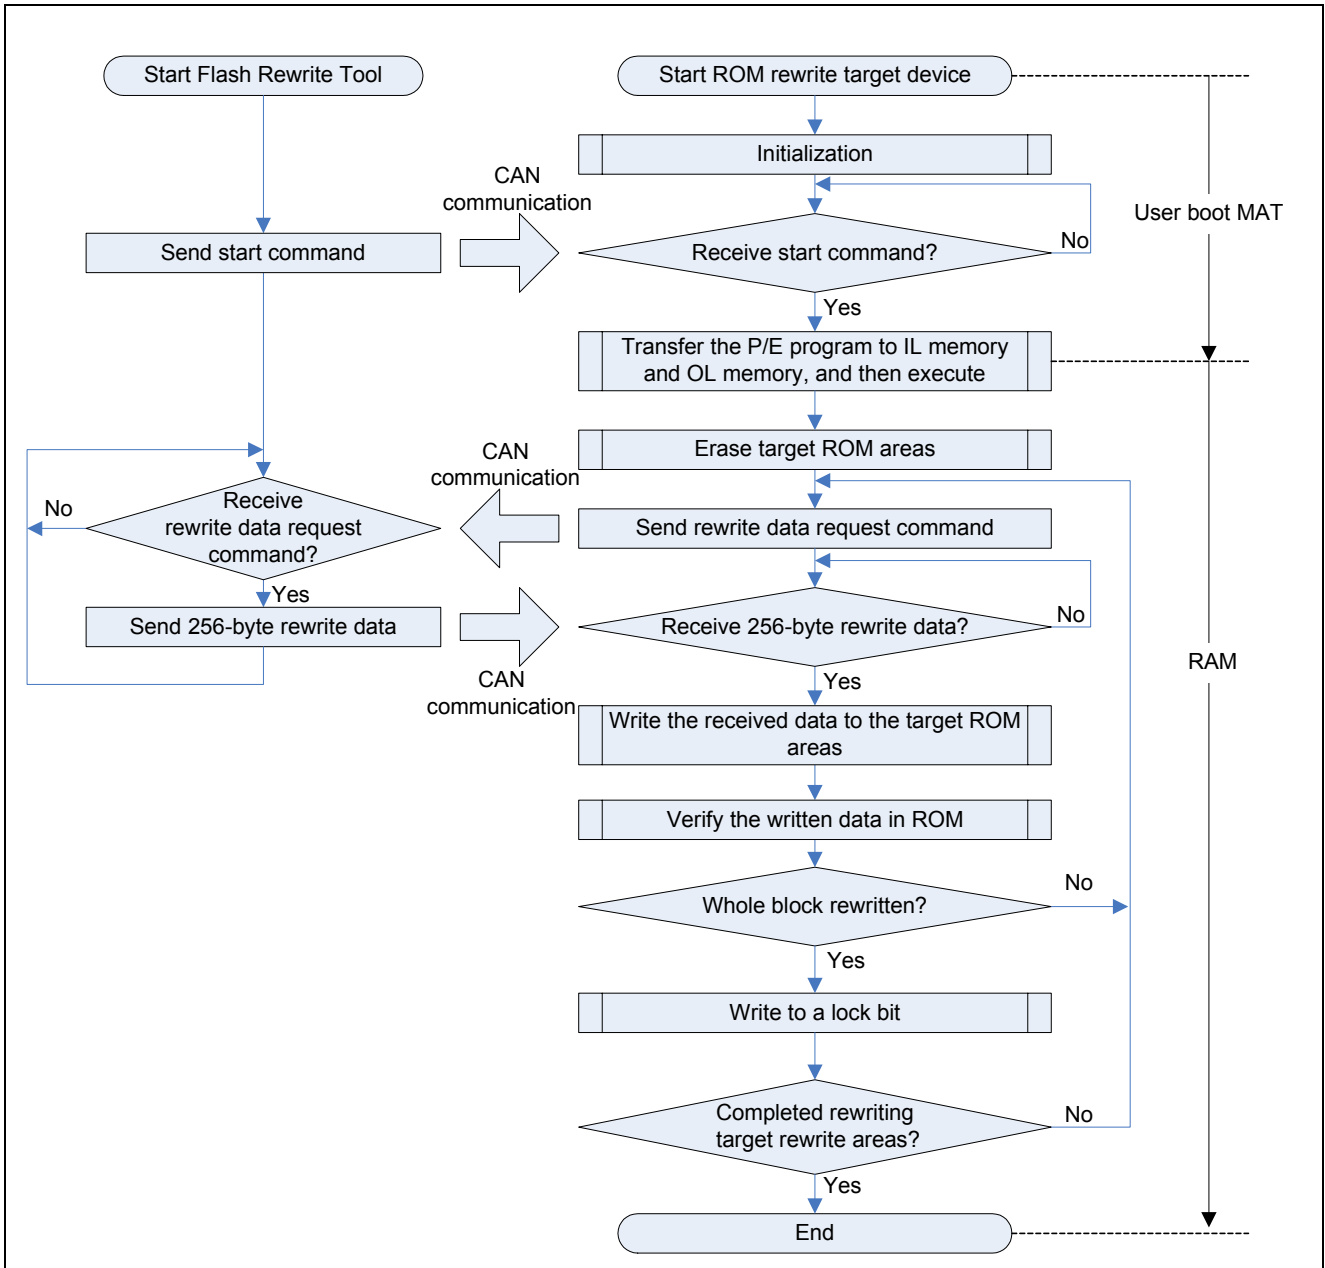 Start Flash Rewrite Tool
Start ROM rewrite target device
Initialization
CAN
communication
User boot MAT
Send start command
Receive start command?
No
Yes
Transfer the P/E program to IL memory
and OL memory, and then execute
Erase target ROM areas
CAN
communication
No
Receive
rewrite data request
command?
Send rewrite data request command
Yes
Send 256-byte rewrite data
Receive 256-byte rewrite data?
No
CAN
communication
Yes
RAM
Write the received data to the target ROM
areas
Verify the written data in ROM
Whole block rewritten?
No
Yes
Write to a lock bit
Completed rewriting
target rewrite areas?
No
Yes
End